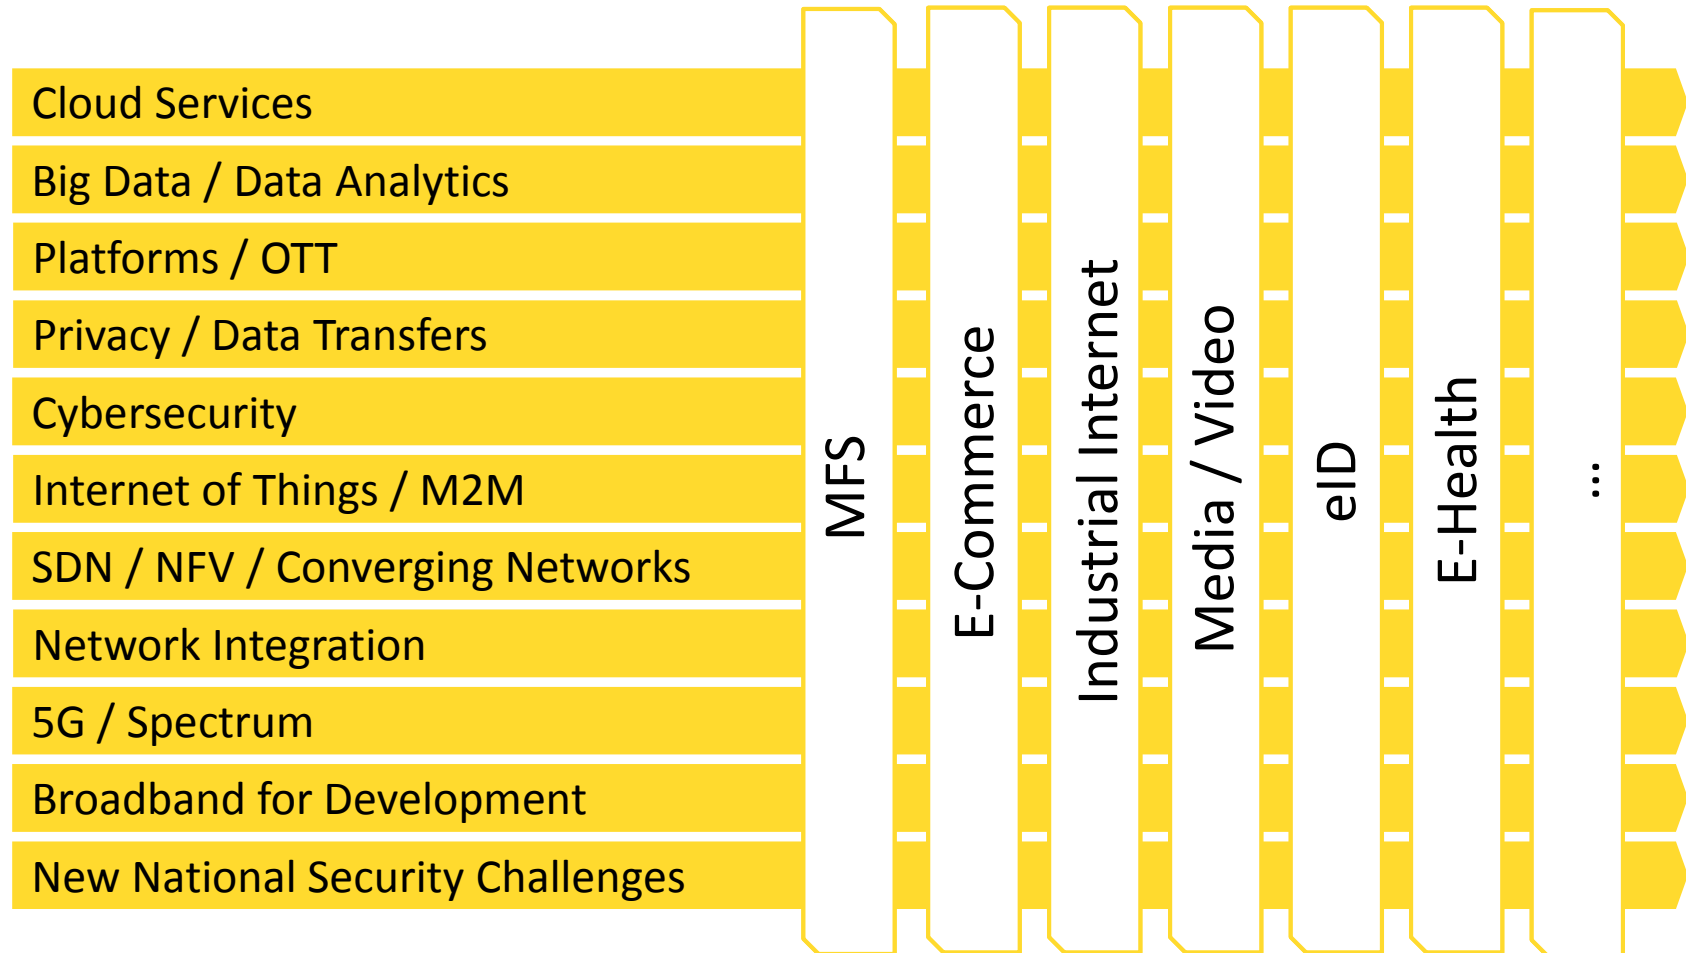 Cloud Services
Big Data / Data Analytics
Platforms / OTT
Privacy / Data Transfers
Cybersecurity
Internet of Things / M2M
SDN / NFV / Converging Networks
Network Integration
5G / Spectrum
Broadband for Development
New National Security Challenges
MFS
E-Commerce
Industrial Internet
Media / Video
eID
E-Health
...